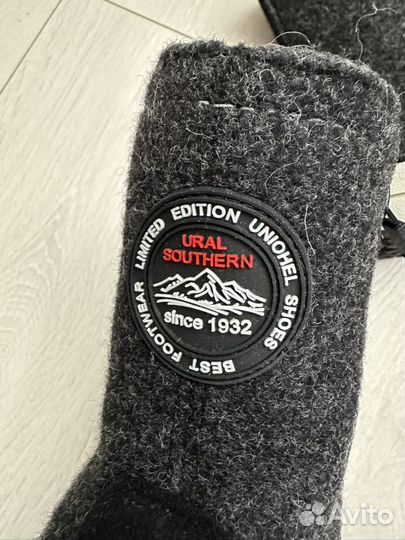 LIMITED EDITION UNIOHEL SHOES
BEST FOOTWEAR
URAL
SOUTHERN
since 1932
Avito